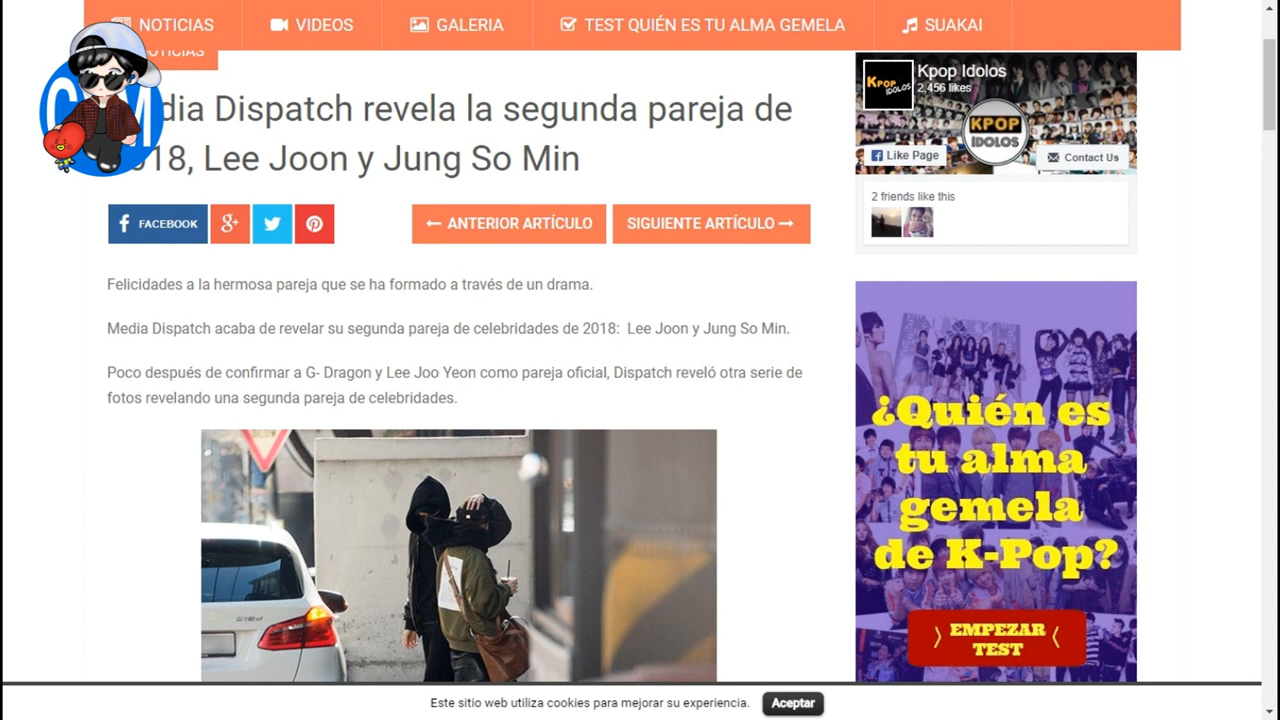 NOTICIAS
VIDEOS
GALERIA
TEST QUIÉN ES TU ALMA GEMELA
SUAKAI
dia Dispatch revela la segunda pareja de
18, Lee Joon y Jung So Min
FACEBOOK
g+
ANTERIOR ARTÍCULO
SIGUIENTE ARTÍCULO
Felicidades a la hermosa pareja que se ha formado a través de un drama.
Media Dispatch acaba de revelar su segunda pareja de celebridades de 2018: Lee Joon y Jung So Min.
Poco después de confirmar a G- Dragon y Lee Joo Yeon como pareja oficial, Dispatch reveló otra serie de
fotos revelando una segunda pareja de celebridades.
KPOP
IDOLOS
Kpop Idolos
2,456 likes
KPOP
IDOLOS
Like Page
Contact Us
2 friends like this
¿Quién es
tu alma
gemela
de K-Pop?
EMPEZAR
TEST
Este sitio web utiliza cookies para mejorar su experiencia.
Aceptar